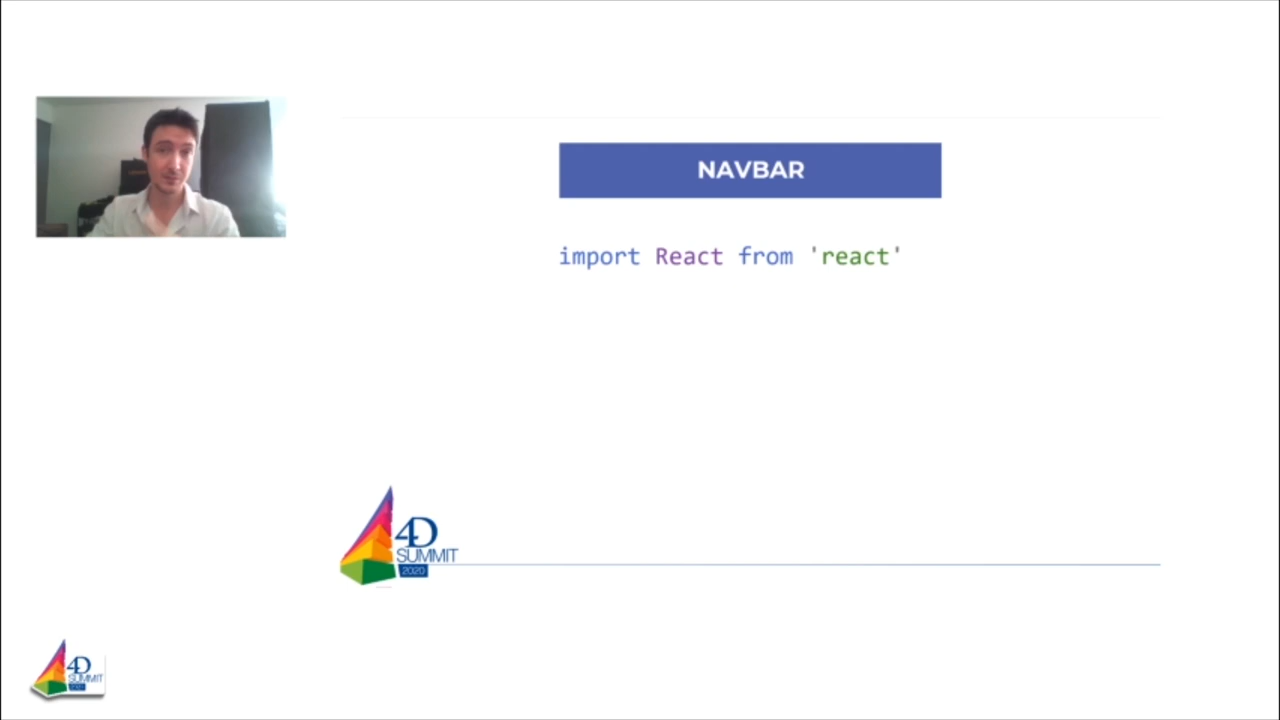 NAVBAR
import React from 'react'
4D
SUMMIT
2020
4D
SUMMIT